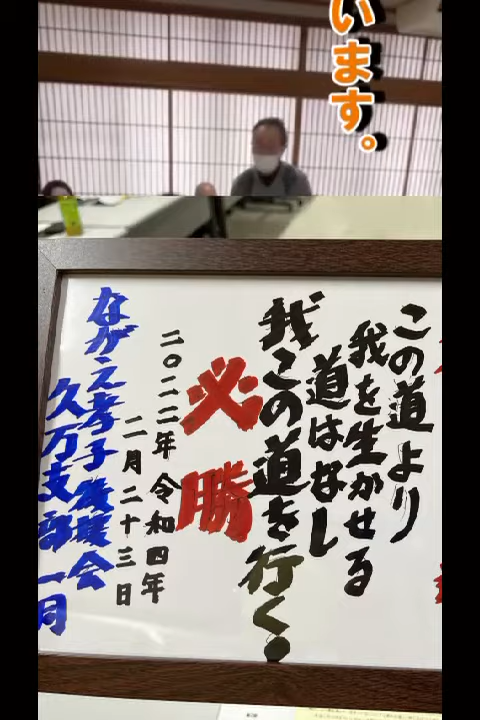 います。
この道より
我を生かせる
道はなし
我この道を行く。
必勝
二〇二二年 令和四年
二月二十三日
ながえ孝子後援会
久万支部一同